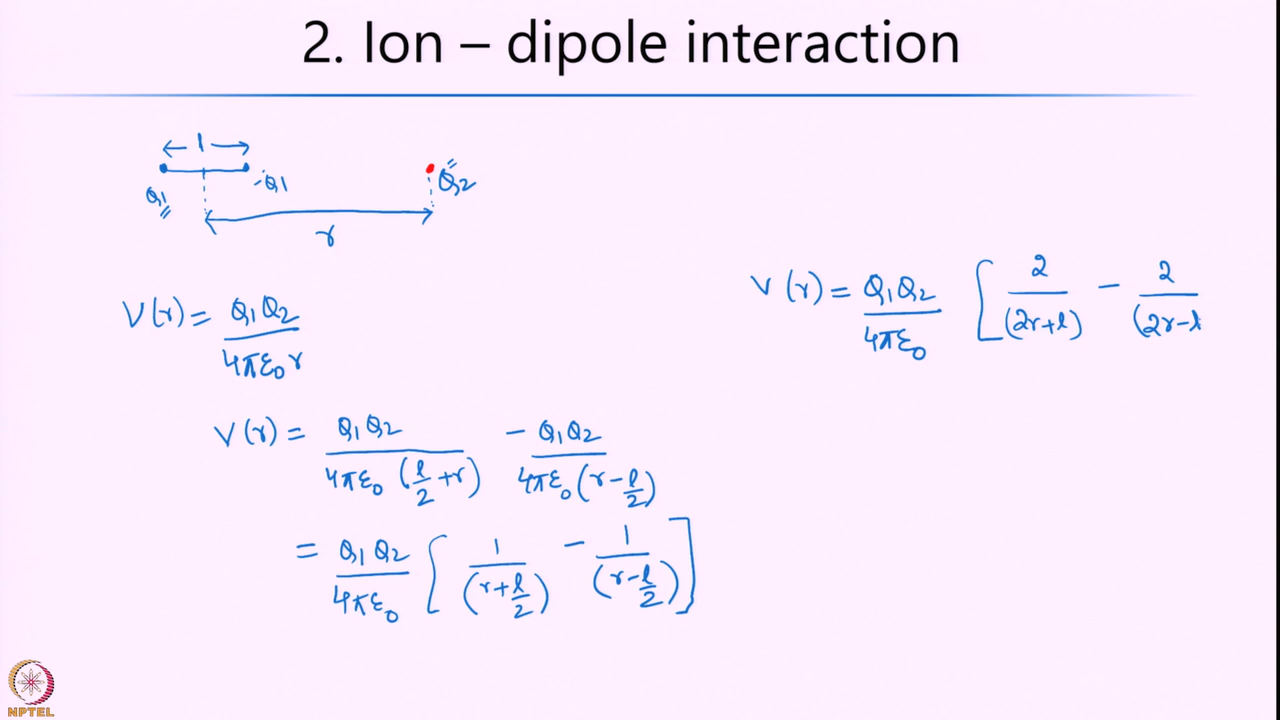 2. Ion – dipole interaction
l
Q1 -Q1 Q2
r
V(r) = Q1Q2 / 4πε0r
V(r) = Q1Q2 / 4πε0 (l/2 + r) - Q1Q2 / 4πε0 (r - l/2)
= Q1Q2 / 4πε0 [ 1 / (r + l/2) - 1 / (r - l/2) ]
V(r) = Q1Q2 / 4πε0 [ 2 / (2r+l) - 2 / (2r-l
NPTEL